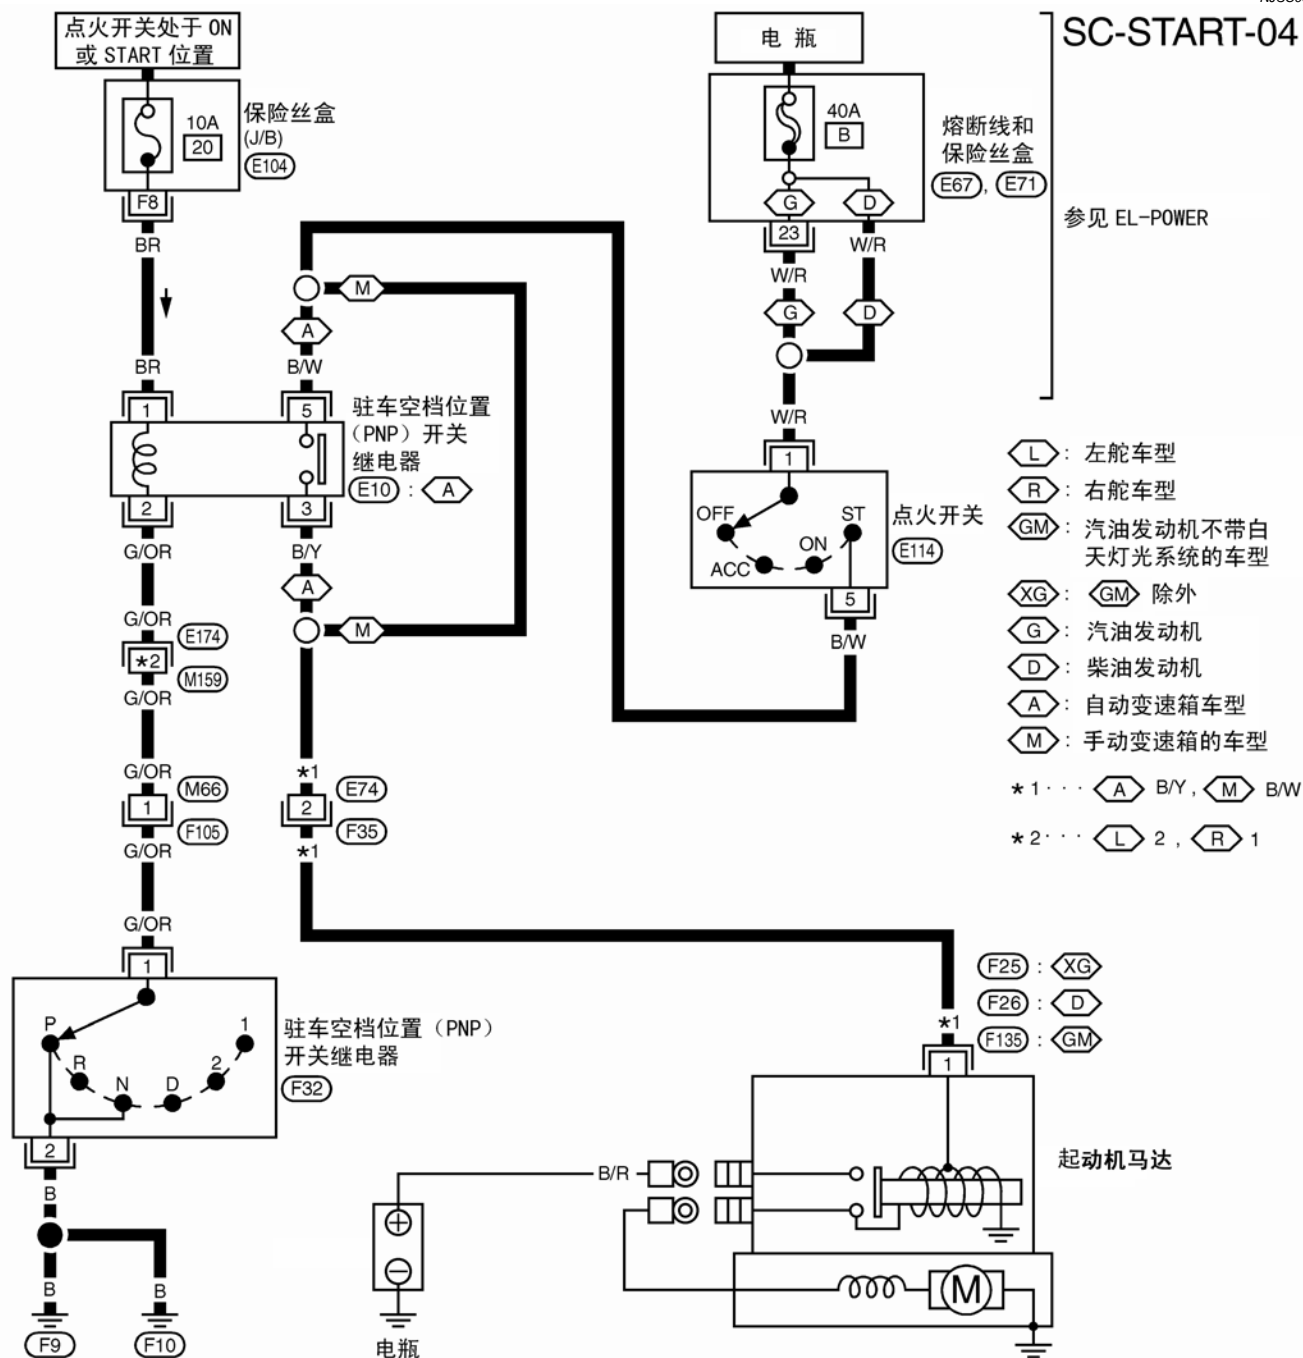 SC-START-04
点火开关处于 ON
或 START 位置
10A
20
保险丝盒
(J/B)
E104
F8
BR
BR
电 瓶
40A
B
熔断线和
保险丝盒
E67, E71
G
D
23
W/R
W/R
G
D
W/R
参见 EL-POWER
M
A
B/W
1
5
驻车空档位置
(PNP) 开关
继电器
E10 : A
2
3
G/OR
B/Y
A
M
1
OFF
ACC
ON
ST
点火开关
E114
5
B/W
L : 左舵车型
R : 右舵车型
GM : 汽油发动机不带白
天灯光系统的车型
XG : GM 除外
G : 汽油发动机
D : 柴油发动机
A : 自动变速箱车型
M : 手动变速箱的车型
*1··· A B/Y, M B/W
*2··· L 2, R 1
G/OR
E174
*2
M159
G/OR
G/OR
M66
1
F105
G/OR
*1
E74
2
F35
*1
G/OR
1
P
R
N
D
2
1
驻车空档位置 (PNP)
开关继电器
F32
2
B
B
B
F9
F10
F25 : XG
F26 : D
F135 : GM
*1
1
起动机马达
B/R
M
电瓶